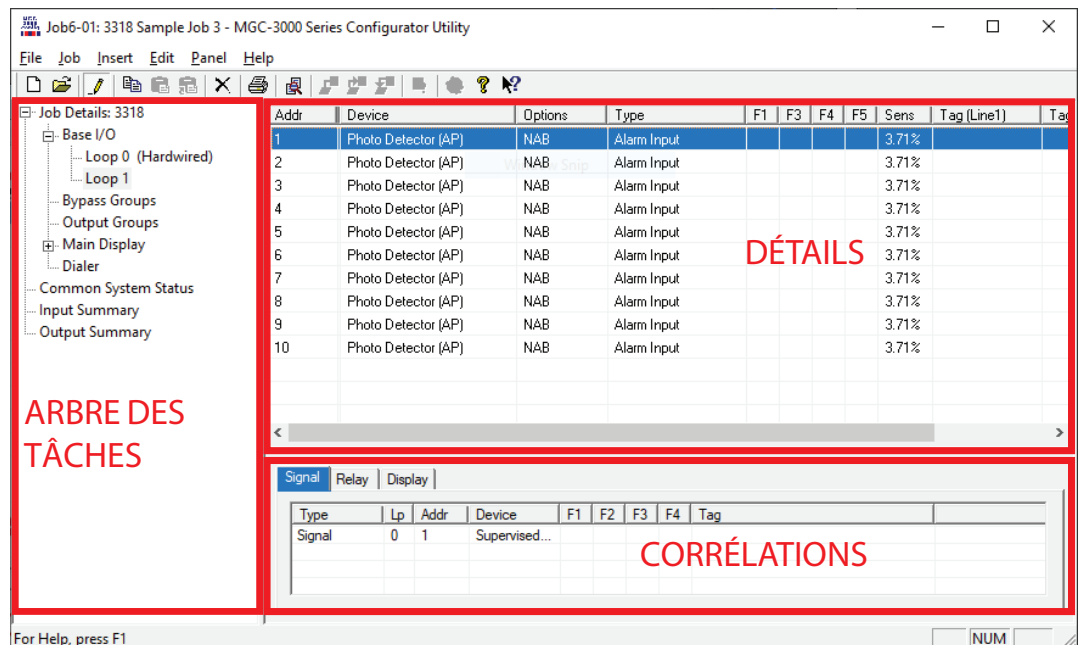 Job6-01: 3318 Sample Job 3 - MGC-3000 Series Configurator Utility
File Job Insert Edit Panel Help
Job Details: 3318
Base I/O
Loop 0 (Hardwired)
Loop 1
Bypass Groups
Output Groups
Main Display
Dialer
Common System Status
Input Summary
Output Summary
ARBRE DES
TÂCHES
Addr Device Options Type F1 F3 F4 F5 Sens Tag (Line1) Tag
1 Photo Detector (AP) NAB Alarm Input 3.71%
2 Photo Detector (AP) NAB Alarm Input 3.71%
Window Snip
3 Photo Detector (AP) NAB Alarm Input 3.71%
4 Photo Detector (AP) NAB Alarm Input 3.71%
5 Photo Detector (AP) NAB Alarm Input 3.71%
6 Photo Detector (AP) NAB Alarm Input 3.71%
7 Photo Detector (AP) NAB Alarm Input 3.71%
8 Photo Detector (AP) NAB Alarm Input 3.71%
9 Photo Detector (AP) NAB Alarm Input 3.71%
10 Photo Detector (AP) NAB Alarm Input 3.71%
DÉTAILS
Signal Relay Display
Type Lp Addr Device F1 F2 F3 F4 Tag
Signal 0 1 Supervised...
CORRÉLATIONS
For Help, press F1
NUM